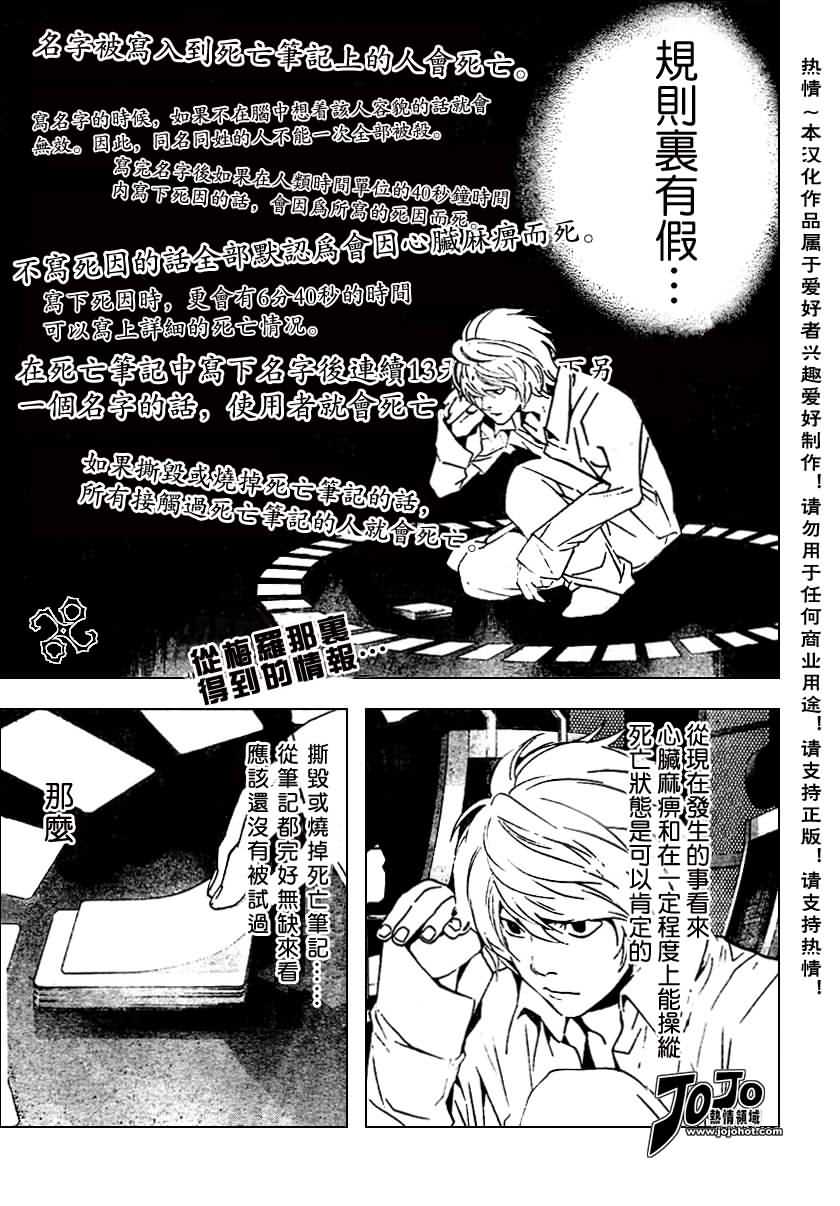 規則裏有假…
名字被寫入到死亡筆記上的人會死亡。
寫名字的時候，如果不在腦中想着該人容貌的話就會
無效。因此，同名同姓的人不能一次全部被殺。
寫完名字後如果在人類時間單位的40秒鐘時間
内寫下死因的話，會因爲所寫的死因而死。
不寫死因的話全部默認爲會因心臟麻痹而死。
寫下死因時，更會有6分40秒的時間
可以寫上詳細的死亡情况。
在死亡筆記中寫下名字後連續13天 下另
一個名字的話，使用者就會死亡
如果撕毀或燒掉死亡筆記的話，
所有接觸過死亡筆記的人就會死亡。
從梅羅那裏
得到的情報…
從現在發生的事看來
心臟麻痹和在一定程度上能操縱
死亡狀態是可以肯定的
撕毀或燒掉死亡筆記……
從筆記都完好無缺來看
應該還沒有被試過
那麼
JOJO
熱情領域
www.jojohot.com
热情～本汉化作品属于爱好者兴趣爱好制作！请勿用于任何商业用途！请支持正版！请支持热情！